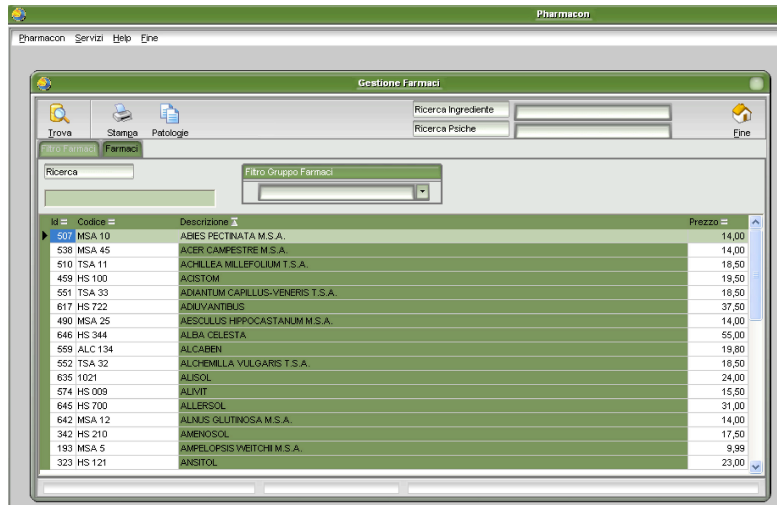 Pharmacon
Pharmacon Servizi Help Fine
Gestione Farmaci
Trova Stampa Patologie Fine
Ricerca Ingrediente
Ricerca Psiche
Filtro Farmaci Farmaci
Ricerca
Filtro Gruppo Farmaci
Id Codice Descrizione Prezzo
507 MSA 10 ABIES PECTINATA M.S.A. 14,00
538 MSA 45 ACER CAMPESTRE M.S.A. 14,00
510 TSA 11 ACHILLEA MILLEFOLIUM T.S.A. 18,50
459 HS 100 ACISTOM 19,50
551 TSA 33 ADIANTUM CAPILLUS-VENERIS T.S.A. 18,50
617 HS 722 ADIUVANTIBUS 37,50
490 MSA 25 AESCULUS HIPPOCASTANUM M.S.A. 14,00
646 HS 344 ALBA CELESTA 55,00
559 ALC 134 ALCABEN 19,80
552 TSA 32 ALCHEMILLA VULGARIS T.S.A. 18,50
635 1021 ALISOL 24,00
574 HS 009 ALIVIT 15,50
645 HS 700 ALLERSOL 31,00
642 MSA 12 ALNUS GLUTINOSA M.S.A. 14,00
342 HS 210 AMENOSOL 17,50
193 MSA 5 AMPELOPSIS WEITCHII M.S.A. 9,99
323 HS 121 ANSITOL 23,00